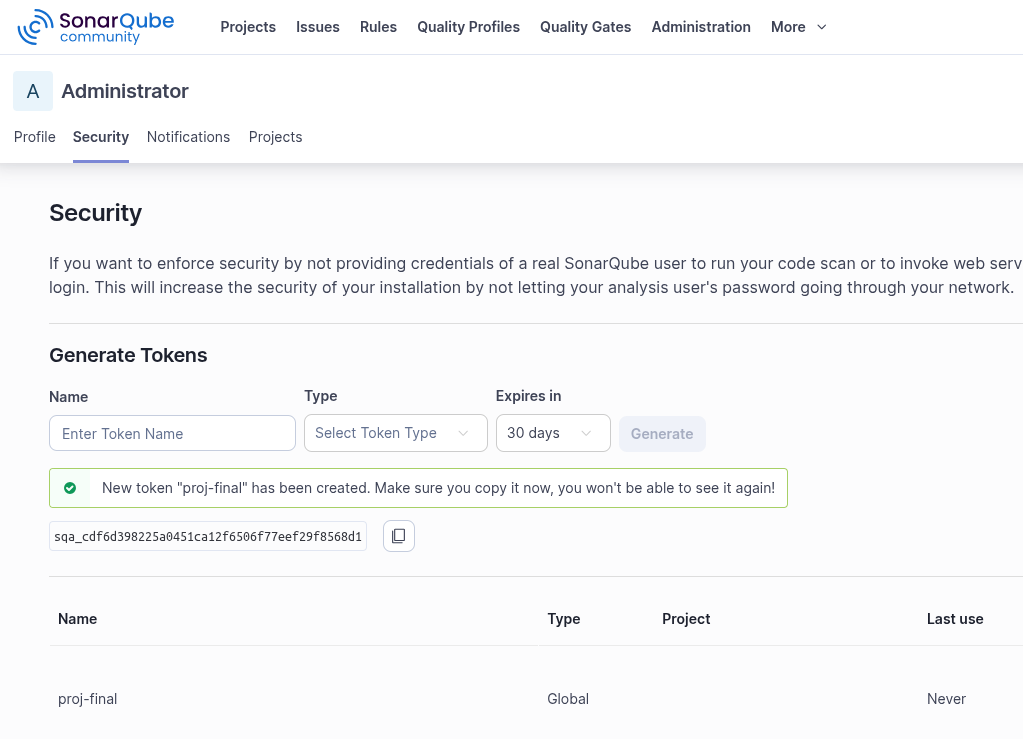 SonarQube community
Projects Issues Rules Quality Profiles Quality Gates Administration More
A Administrator
Profile Security Notifications Projects
Security
If you want to enforce security by not providing credentials of a real SonarQube user to run your code scan or to invoke web serv
login. This will increase the security of your installation by not letting your analysis user's password going through your network.
Generate Tokens
Name Type Expires in
Enter Token Name Select Token Type 30 days Generate
New token "proj-final" has been created. Make sure you copy it now, you won't be able to see it again!
sqa_cdf6d398225a0451ca12f6506f77eef29f8568d1
Name Type Project Last use
proj-final Global Never